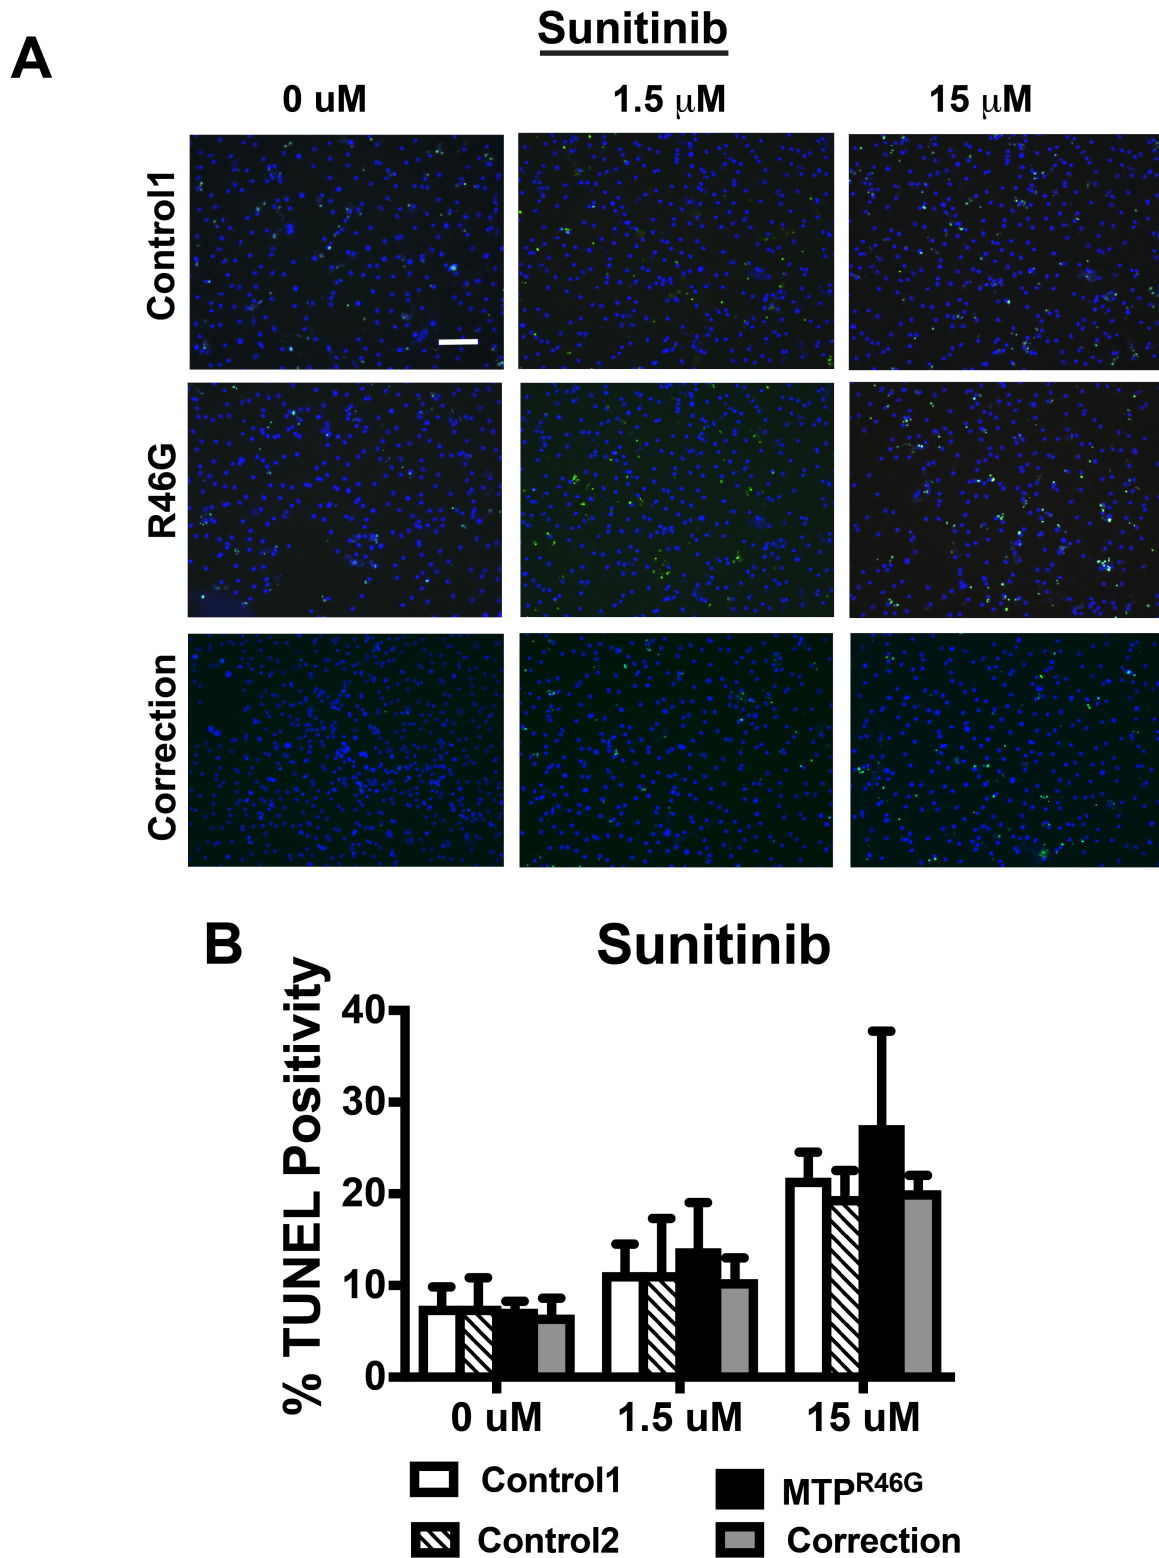 A
Sunitinib
0 uM 1.5 μM 15 μM
Control1
R46G
Correction
B
Sunitinib
% TUNEL Positivity
40
30
20
10
0
0 uM 1.5 uM 15 uM
Control1 MTPR46G
Control2 Correction